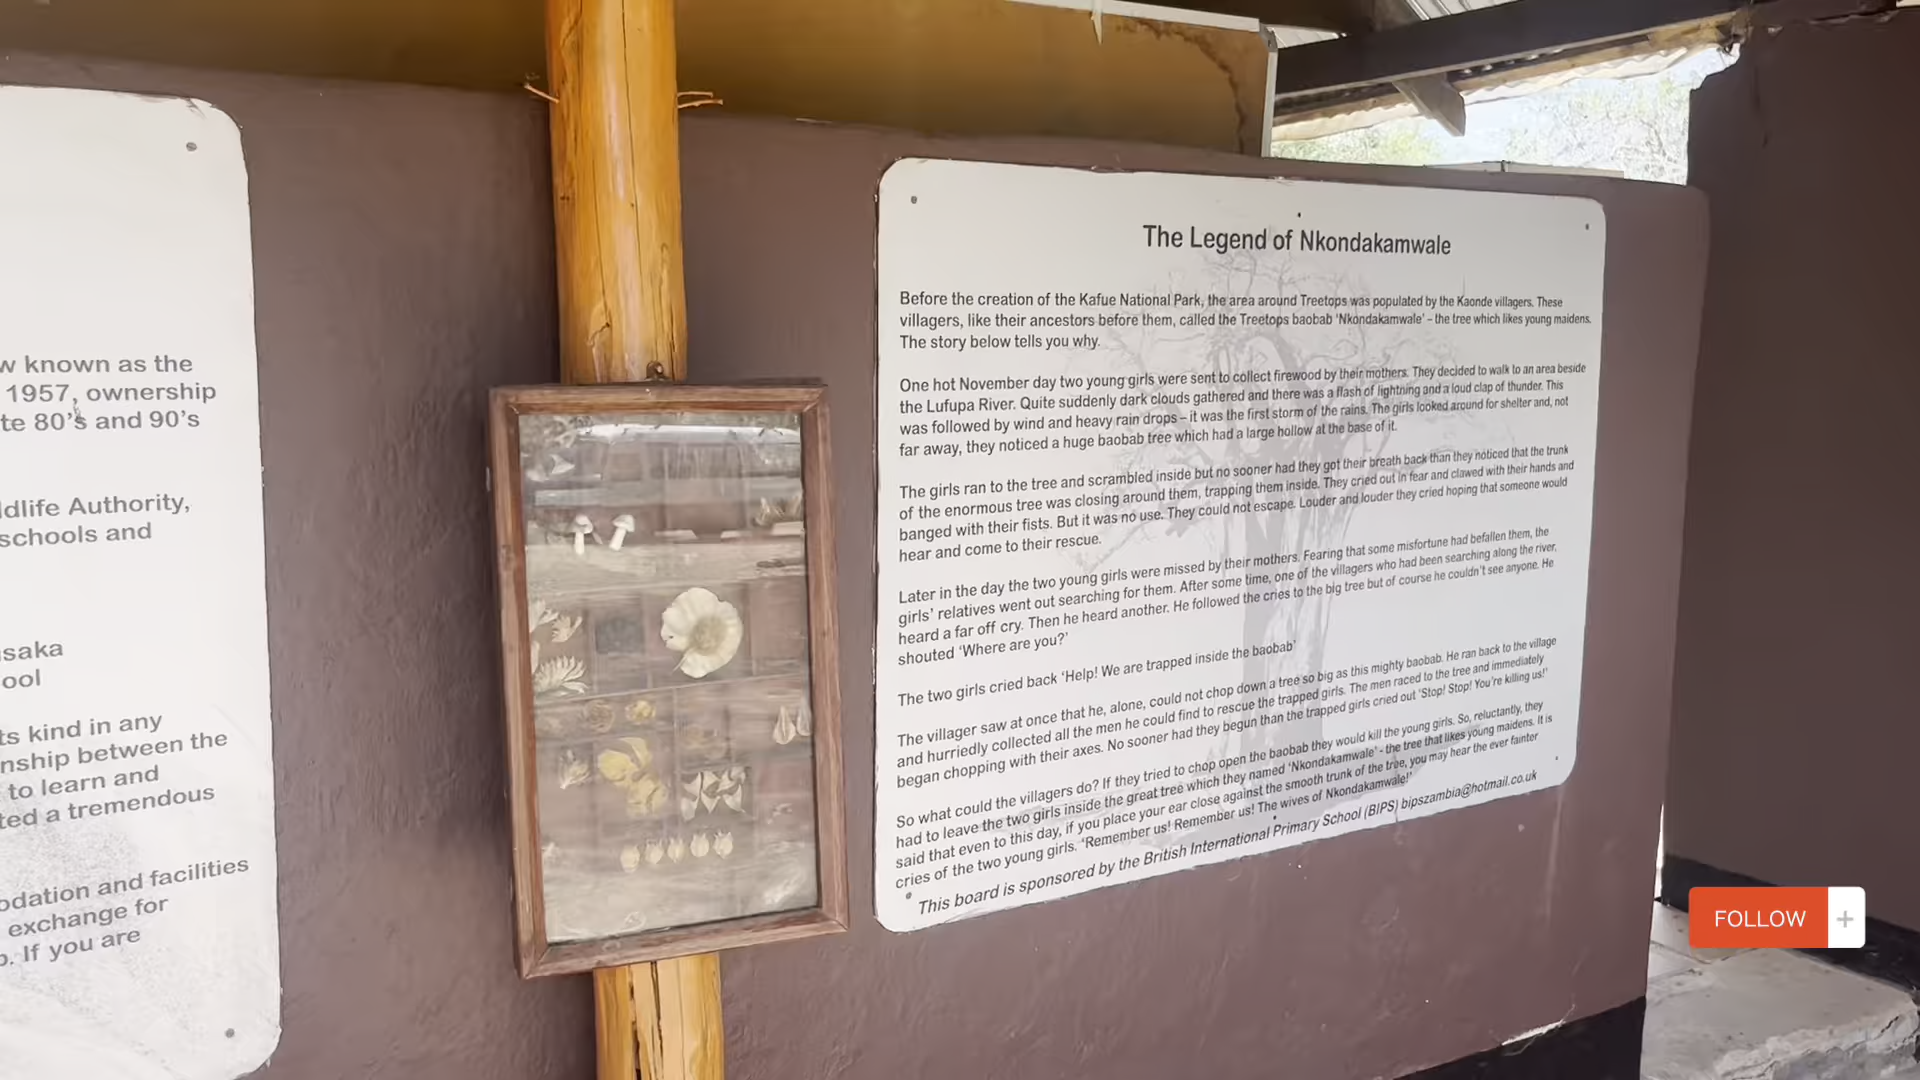 w known as the
1957, ownership
te 80's and 90's
dlife Authority,
schools and
saka
ool
ts kind in any
nship between the
to learn and
ted a tremendous
odation and facilities
exchange for
. If you are
The Legend of Nkondakamwale
Before the creation of the Kafue National Park, the area around Treetops was populated by the Kaonde villagers. These
villagers, like their ancestors before them, called the Treetops baobab 'Nkondakamwale' – the tree which likes young maidens.
The story below tells you why.
One hot November day two young girls were sent to collect firewood by their mothers. They decided to walk to an area beside
the Lufupa River. Quite suddenly dark clouds gathered and there was a flash of lightning and a loud clap of thunder. This
was followed by wind and heavy rain drops – it was the first storm of the rains. The girls looked around for shelter and, not
far away, they noticed a huge baobab tree which had a large hollow at the base of it.
The girls ran to the tree and scrambled inside but no sooner had they got their breath back than they noticed that the trunk
of the enormous tree was closing around them, trapping them inside. They cried out in fear and clawed with their hands and
banged with their fists. But it was no use. They could not escape. Louder and louder they cried hoping that someone would
hear and come to their rescue.
Later in the day the two young girls were missed by their mothers. Fearing that some misfortune had befallen them, the
girls' relatives went out searching for them. After some time, one of the villagers who had been searching along the river,
heard a far off cry. Then he heard another. He followed the cries to the big tree but of course he couldn't see anyone. He
shouted 'Where are you?'
The two girls cried back 'Help! We are trapped inside the baobab'
The villager saw at once that he, alone, could not chop down a tree so big as this mighty baobab. He ran back to the village
and hurriedly collected all the men he could find to rescue the trapped girls. The men raced to the tree and immediately
began chopping with their axes. No sooner had they begun than the trapped girls cried out 'Stop! Stop! You're killing us!'
So what could the villagers do? If they tried to chop open the baobab they would kill the young girls. So, reluctantly, they
had to leave the two girls inside the great tree which they named 'Nkondakamwale' - the tree that likes young maidens. It is
said that even to this day, if you place your ear close against the smooth trunk of the tree, you may hear the ever fainter
cries of the two young girls. 'Remember us! Remember us! The wives of Nkondakamwale!'
This board is sponsored by the British International Primary School (BIPS) bipszambia@hotmail.co.uk
FOLLOW +